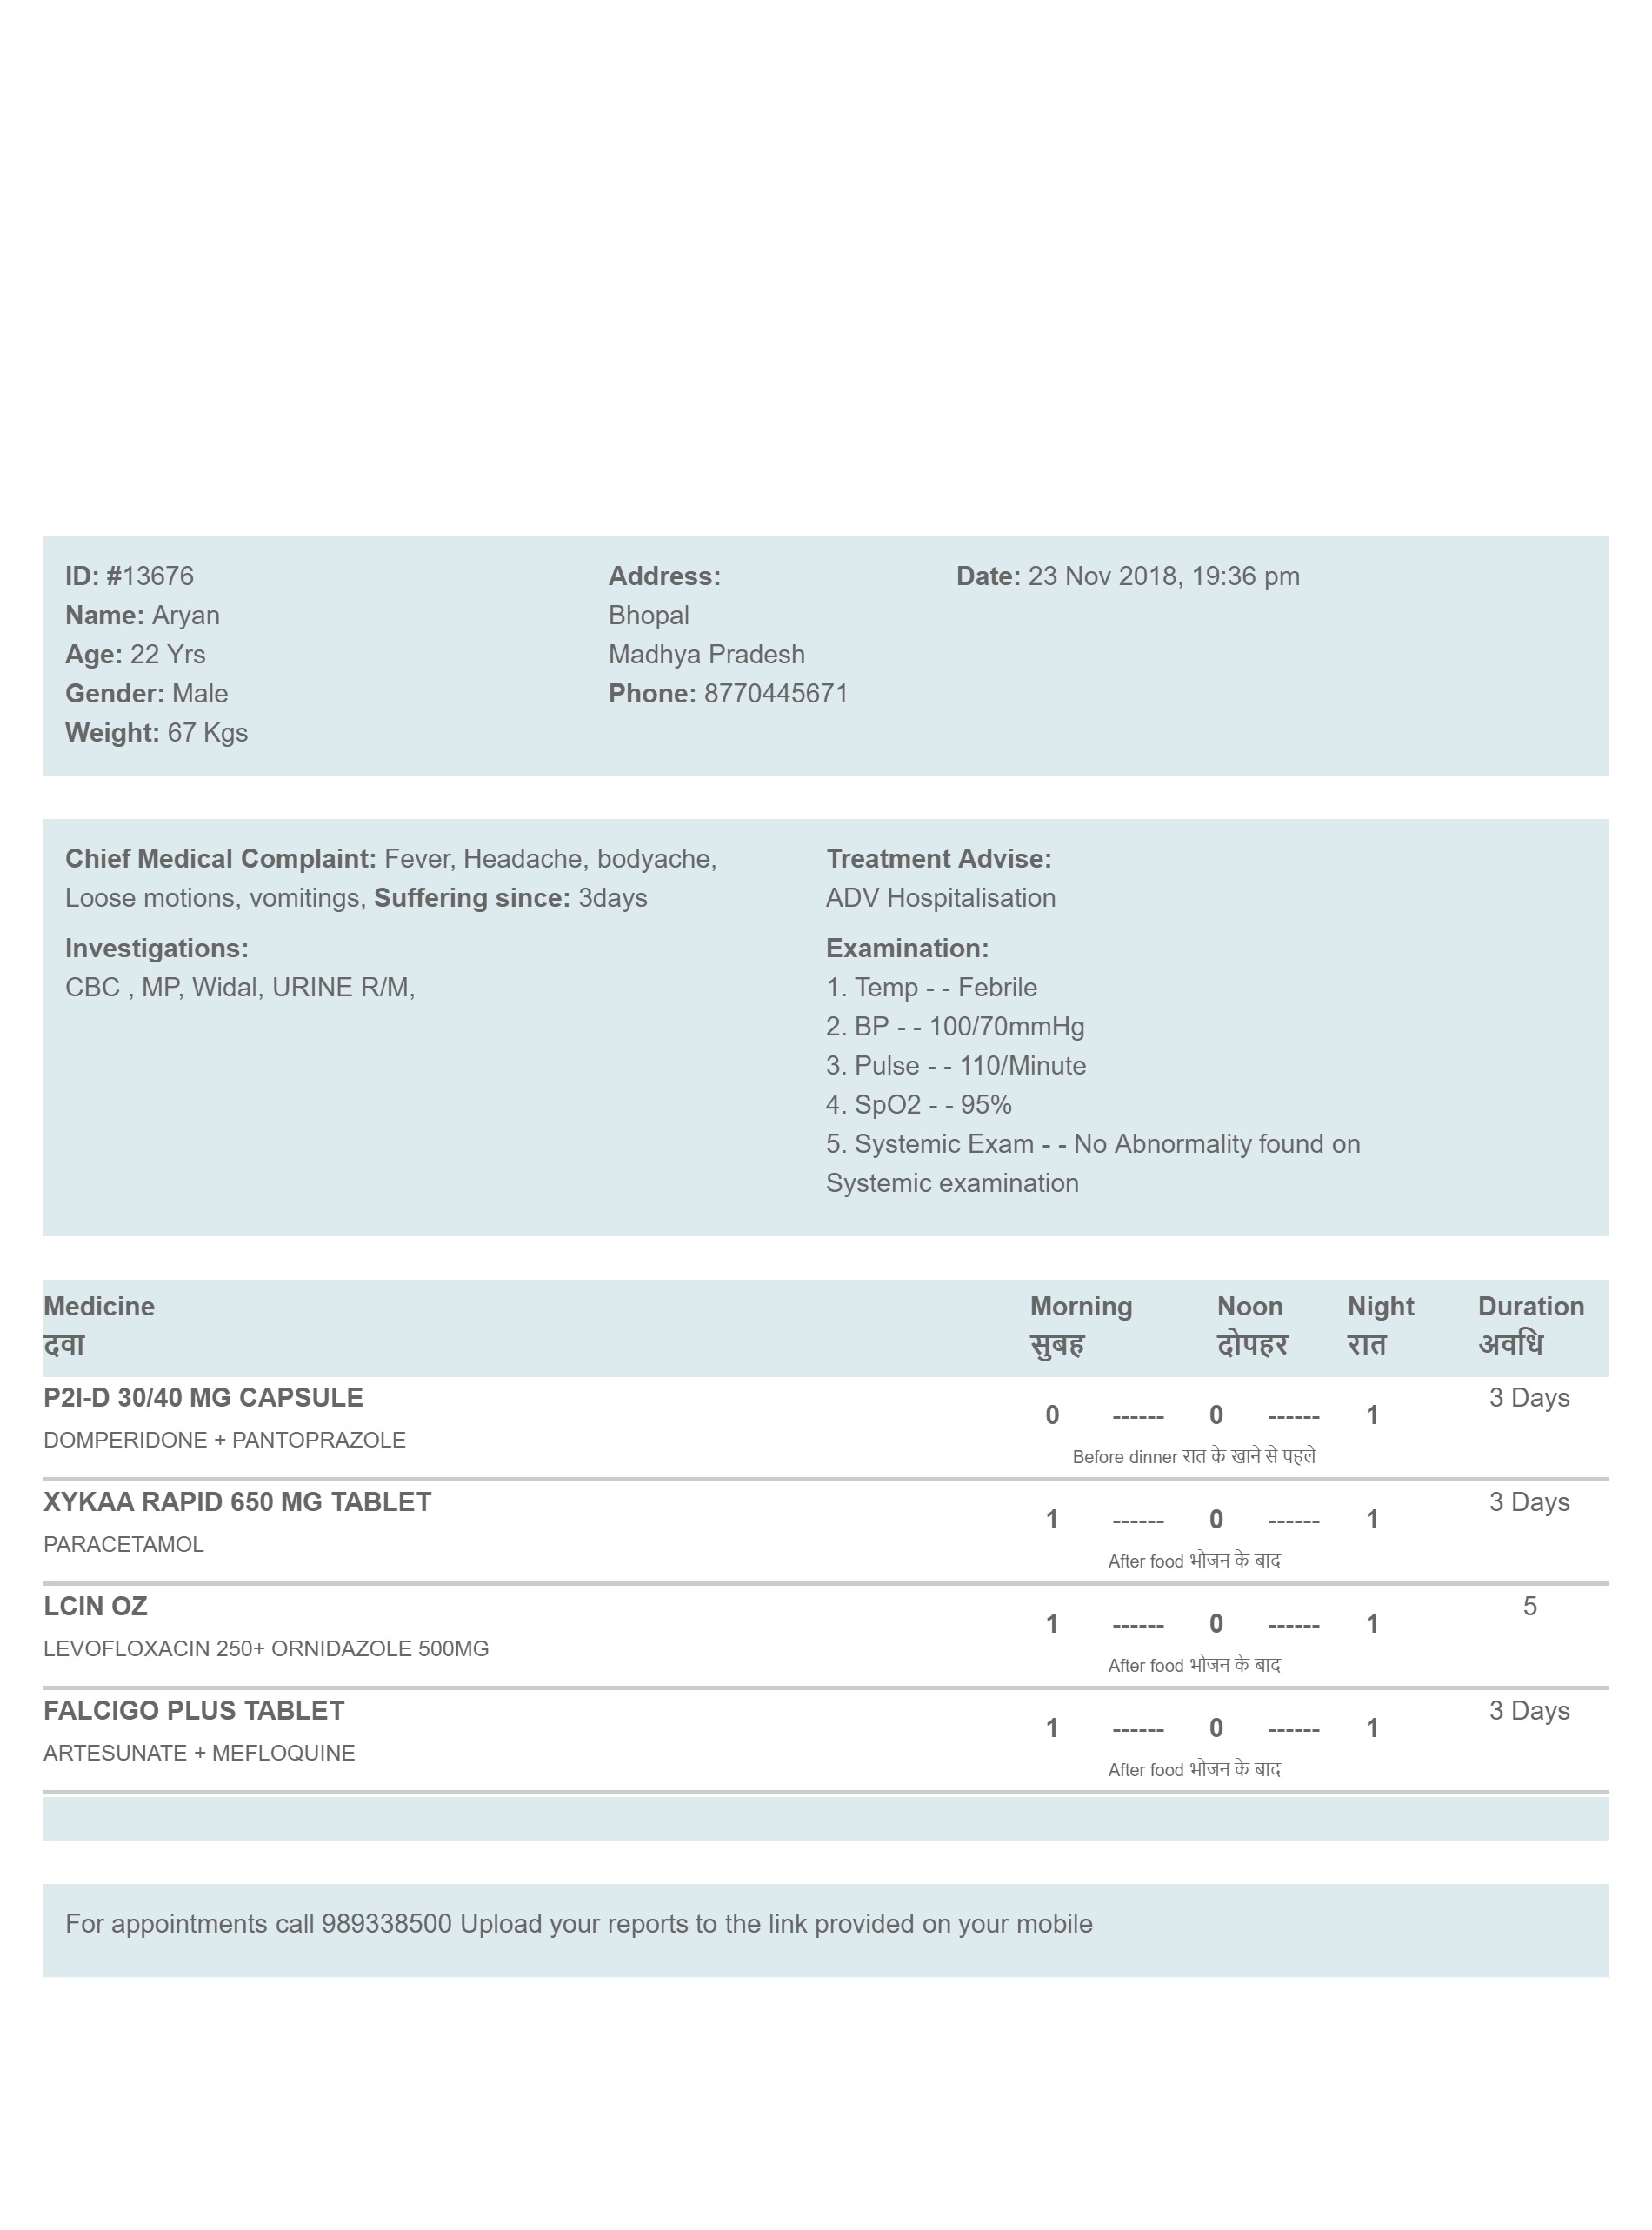 ID: #13676
Name: Aryan
Age: 22 Yrs
Gender: Male
Weight: 67 Kgs
Address:
Bhopal
Madhya Pradesh
Phone: 8770445671
Date: 23 Nov 2018, 19:36 pm
Chief Medical Complaint: Fever, Headache, bodyache,
Loose motions, vomitings, Suffering since: 3days
Investigations:
CBC , MP, Widal, URINE R/M,
Treatment Advise:
ADV Hospitalisation
Examination:
1. Temp - - Febrile
2. BP - - 100/70mmHg
3. Pulse - - 110/Minute
4. SpO2 - - 95%
5. Systemic Exam - - No Abnormality found on
Systemic examination
Medicine Morning Noon Night Duration
दवा सुबह दोपहर रात अवधि
P2I-D 30/40 MG CAPSULE 3 Days
0 ------ 0 ------ 1
DOMPERIDONE + PANTOPRAZOLE
Before dinner रात के खाने से पहले
XYKAA RAPID 650 MG TABLET 3 Days
1 ------ 0 ------ 1
PARACETAMOL
After food भोजन के बाद
LCIN OZ 5
1 ------ 0 ------ 1
LEVOFLOXACIN 250+ ORNIDAZOLE 500MG
After food भोजन के बाद
FALCIGO PLUS TABLET 3 Days
1 ------ 0 ------ 1
ARTESUNATE + MEFLOQUINE
After food भोजन के बाद
For appointments call 989338500 Upload your reports to the link provided on your mobile